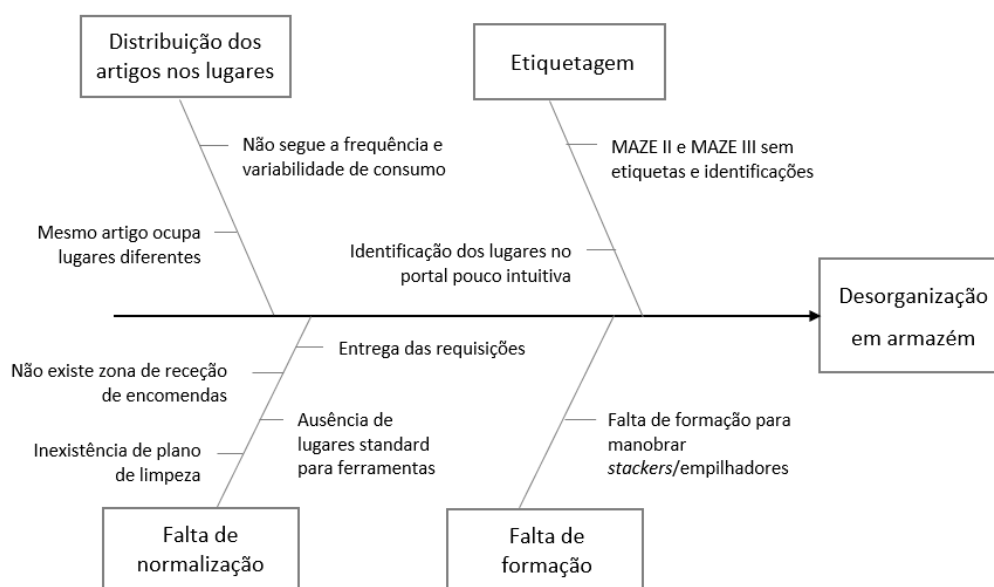 Distribuição dos
artigos nos lugares
Etiquetagem
Não segue a frequência e
variabilidade de consumo
MAZE II e MAZE III sem
etiquetas e identificações
Mesmo artigo ocupa
lugares diferentes
Identificação dos lugares no
portal pouco intuitiva
Desorganização
em armazém
Entrega das requisições
Não existe zona de receção
de encomendas
Ausência de
lugares standard
para ferramentas
Falta de formação para
manobrar
stackers/empilhadores
Inexistência de plano
de limpeza
Falta de
normalização
Falta de
formação